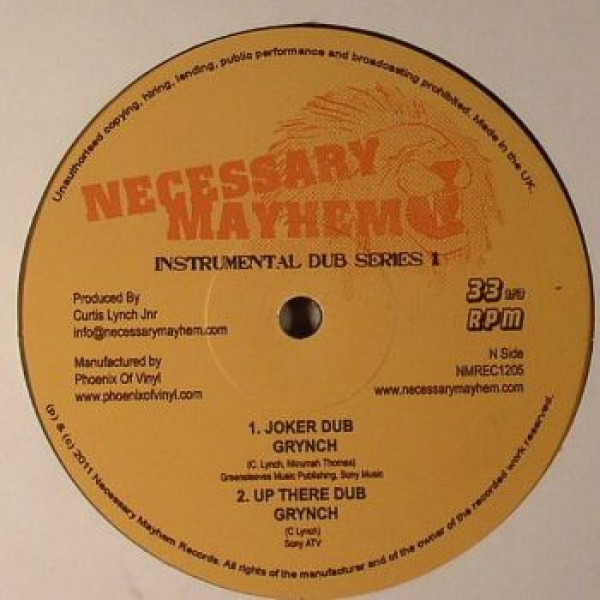 Unauthorised copying, hiring, lending, public performance and broadcasting prohibited. Made in the UK.
NECESSARY
MAYHEM
INSTRUMENTAL DUB SERIES 1
Produced By
Curtis Lynch Jnr
info@necessarymayhem.com
33 1/3
RPM
Manufactured by
Phoenix Of Vinyl
www.phoenixofvinyl.com
N Side
NMREC1205
www.necessarymayhem.com
1. JOKER DUB
GRYNCH
(C. Lynch, Thomas)
Greensleeves Music Publishing, Sony Music
2. UP THERE DUB
GRYNCH
(C Lynch)
Sony ATV
(p) & (c) 2011 Necessary Mayhem Records. All rights of the manufacturer and of the owner of the recorded work reserved.